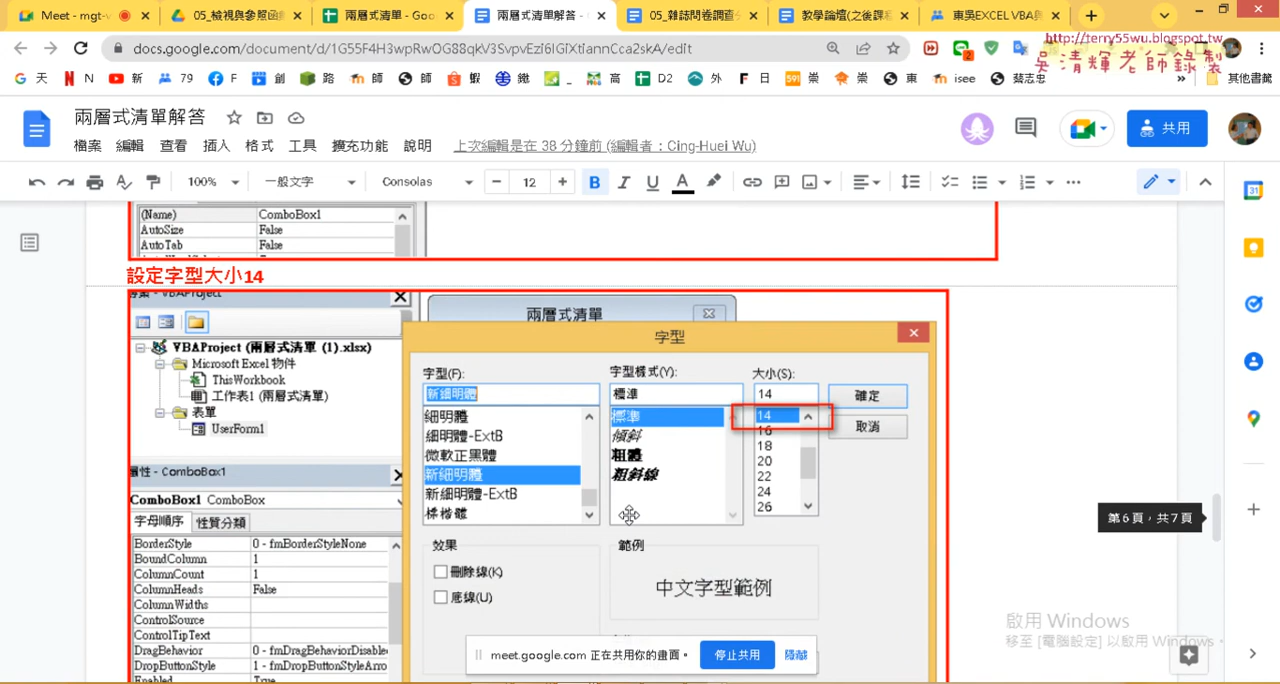 Meet - mgt-
05_檢視與參照函
兩層式清單 - Goo
兩層式清單解答 -
05_雜誌問卷調查分
教學論壇(之後課程
東吳EXCEL VBA與
http://terry55wu.blogspot.tw
docs.google.com/document/d/1G55F4H3wpRwOG88qkV3SvpvEzi6IGiXtiannCca2skA/edit
吳清輝老師錄製
天 N 新 79 F 創 路 師 師 蝦 緻 高 D2 外 日 崇 崇 東 isee 蔡志忠 » 其他書籤
兩層式清單解答
共用
檔案 編輯 查看 插入 格式 工具 擴充功能 說明 上次編輯是在 38 分鐘前 (編輯者：Cing-Huei Wu)
100% 一般文字 Consolas 12 B I U A
(Name) ComboBox1
AutoSize False
AutoTab False
設定字型大小14
兩層式清單
字型
VBAProject (兩層式清單 (1).xlsx)
Microsoft Excel 物件
ThisWorkbook
工作表1 (兩層式清單)
表單
UserForm1
字型(F): 字型樣式(Y): 大小(S):
新細明體 標準 14 確定
細明體 標準 14 取消
細明體-ExtB 傾斜 16
微軟正黑體 粗體 18
新細明體 粗斜線 20
新細明體-ExtB 22
標楷體 24
26
屬性 - ComboBox1
ComboBox1 ComboBox
字母順序 性質分類
BorderStyle 0 - fmBorderStyleNone
BoundColumn 1
ColumnCount 1
ColumnHeads False
ColumnWidths
ControlSource
ControlTipText
DragBehavior 0 - fmDragBehaviorDisable
DropButtonStyle 1 - fmDropButtonStyleArro
Enabled True
效果 範例
刪除線(K)
底線(U)
中文字型範例
第 6 頁，共 7 頁
啟用 Windows
移至 [電腦設定] 以啟用 Windows。
meet.google.com 正在共用你的畫面。 停止共用 隱藏